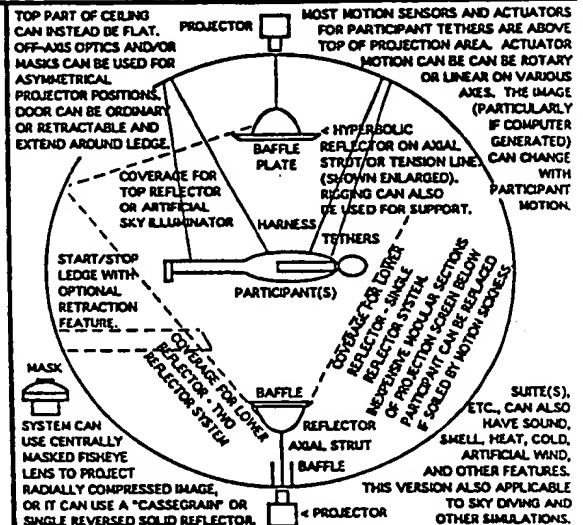 TOP PART OF CEILING
CAN INSTEAD BE FLAT.
OFF-AXIS OPTICS AND/OR
MASKS CAN BE USED FOR
ASYMMETRICAL
PROJECTOR POSITIONS.
DOOR CAN BE ORDINARY
OR RETRACTABLE AND
EXTEND AROUND LEDGE.
PROJECTOR
MOST MOTION SENSORS AND ACTUATORS
FOR PARTICIPANT TETHERS ARE ABOVE
TOP OF PROJECTION AREA. ACTUATOR
MOTION CAN BE CAN BE ROTARY
OR LINEAR ON VARIOUS
AXES. THE IMAGE
(PARTICULARLY
IF COMPUTER
GENERATED)
CAN CHANGE
WITH
PARTICIPANT
MOTION.
BAFFLE
PLATE
< HYPERBOLIC
REFLECTOR ON AXIAL
STRUT OR TENSION LINE
(SHOWN ENLARGED).
RIGGING CAN ALSO
BE USED FOR SUPPORT.
COVERAGE FOR
TOP REFLECTOR
OR ARTIFICIAL
SKY ILLUMINATOR
HARNESS
TETHERS
PARTICIPANT(S)
START/STOP
LEDGE WITH
OPTIONAL
RETRACTION
FEATURE.
COVERAGE FOR LOWER
REFLECTOR - TWO
REFLECTOR SYSTEM
COVERAGE FOR LOWER
REFLECTOR - SINGLE
REFLECTOR SYSTEM.
INEXPENSIVE MODULAR SECTIONS
OF PROJECTION SCREEN BELOW
PARTICIPANT CAN BE REPLACED
IF SOILED BY MOTION SICKNESS
MASK
SYSTEM CAN
USE CENTRALLY
MASKED FISHEYE
LENS TO PROJECT
RADIALLY COMPRESSED IMAGE,
OR IT CAN USE A "CASSEGRAIN" OR
SINGLE REVERSED SOLID REFLECTOR.
BAFFLE
REFLECTOR
AXIAL STRUT
BAFFLE
< PROJECTOR
SUITE(S),
ETC., CAN ALSO
HAVE SOUND,
SMELL, HEAT, COLD,
ARTIFICIAL WIND,
AND OTHER FEATURES.
THIS VERSION ALSO APPLICABLE
TO SKY DIVING AND
OTHER SIMULATIONS.